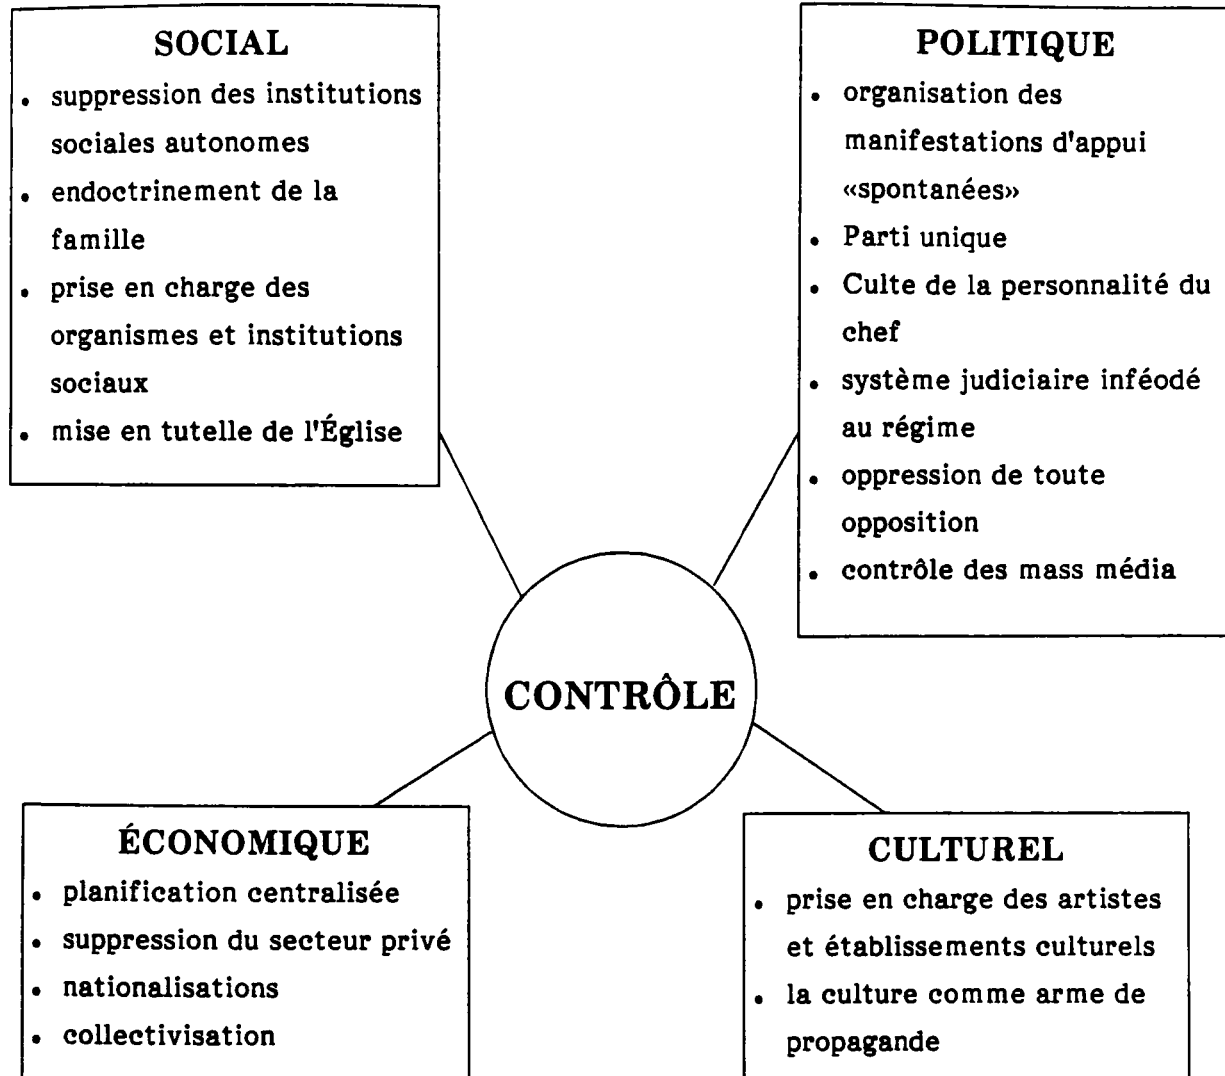 SOCIAL
• suppression des institutions
sociales autonomes
• endoctrinement de la
famille
• prise en charge des
organismes et institutions
sociaux
• mise en tutelle de l'Église
POLITIQUE
• organisation des
manifestations d'appui
«spontanées»
• Parti unique
• Culte de la personnalité du
chef
• système judiciaire inféodé
au régime
• oppression de toute
opposition
• contrôle des mass média
CONTRÔLE
ÉCONOMIQUE
• planification centralisée
• suppression du secteur privé
• nationalisations
• collectivisation
CULTUREL
• prise en charge des artistes
et établissements culturels
• la culture comme arme de
propagande